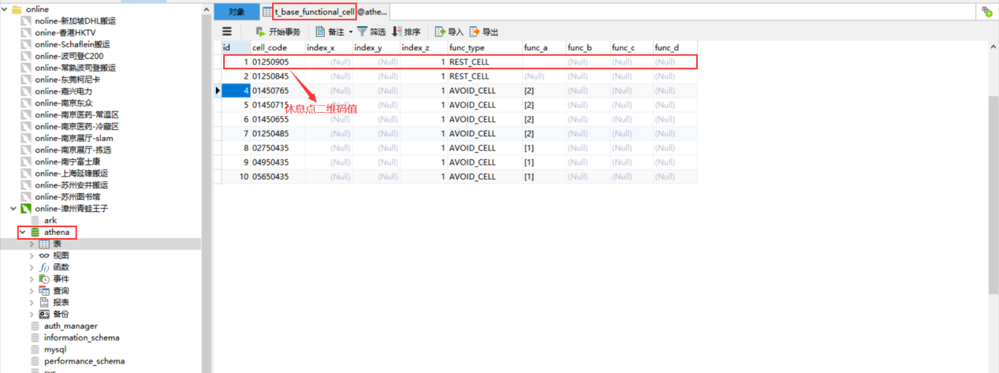 online
noline-新加坡DHL搬运
onine-香港HKTV
online-Schaflein搬运
online-波司登C200
online-常熟波司登搬运
online-东莞柯尼卡
online-嘉兴电力
online-南京东众
online-南京医药-常温区
online-南京医药-冷藏区
online-南京展厅-slam
online-南京展厅-拣选
online-南宁富士康
online-上海延锋搬运
online-苏州安井搬运
online-苏州图书馆
online-漳州青蛙王子
ark
athena
表
视图
函数
事件
查询
报表
备份
auth_manager
information_schema
mysql
performance_schema
sys
对象 t_base_functional_cell @athe...
开始事务 备注 筛选 排序 导入 导出
id cell_code index_x index_y index_z func_type func_a func_b func_c func_d
1 01250905 (Null) (Null) 1 REST_CELL (Null) (Null) (Null)
2 01250845 (Null) (Null) 1 REST_CELL (Null) (Null) (Null) (Null)
4 01450765 (Null) (Null) 1 AVOID_CELL [2] (Null) (Null) (Null)
5 01450715 (Null) (Null) 1 AVOID_CELL [2] (Null) (Null) (Null)
休息点二维码值
6 01450655 (Null) (Null) 1 AVOID_CELL [2] (Null) (Null) (Null)
7 01250485 (Null) (Null) 1 AVOID_CELL [2] (Null) (Null) (Null)
8 02750435 (Null) (Null) 1 AVOID_CELL [1] (Null) (Null) (Null)
9 04950435 (Null) (Null) 1 AVOID_CELL [1] (Null) (Null) (Null)
10 05650435 (Null) (Null) 1 AVOID_CELL [1] (Null) (Null) (Null)